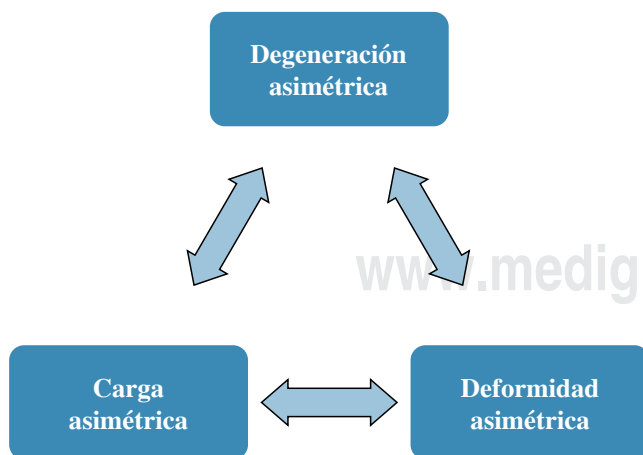 Degeneración
asimétrica
www.medig
Carga
asimétrica
Deformidad
asimétrica